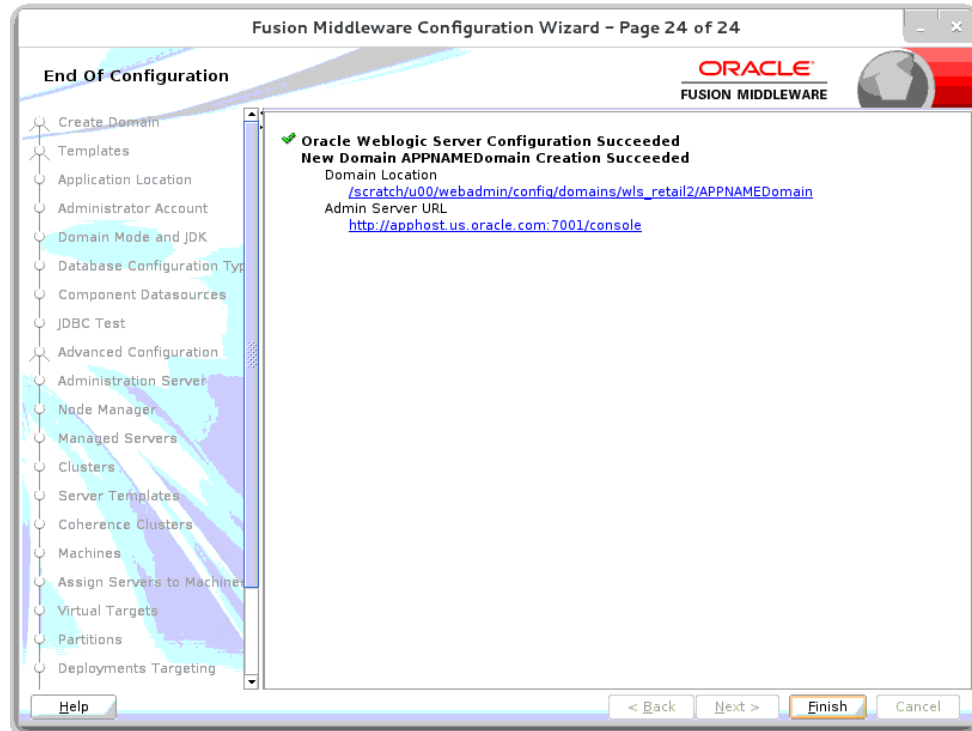 Fusion Middleware Configuration Wizard – Page 24 of 24
End Of Configuration
ORACLE
FUSION MIDDLEWARE
Create Domain
Templates
Application Location
Administrator Account
Domain Mode and JDK
Database Configuration Typ
Component Datasources
JDBC Test
Advanced Configuration
Administration Server
Node Manager
Managed Servers
Clusters
Server Templates
Coherence Clusters
Machines
Assign Servers to Machines
Virtual Targets
Partitions
Deployments Targeting
Oracle Weblogic Server Configuration Succeeded
New Domain APPNAMEDomain Creation Succeeded
Domain Location
/scratch/u00/webadmin/config/domains/wls_retail2/APPNAMEDomain
Admin Server URL
http://apphost.us.oracle.com:7001/console
Help
< Back
Next >
Finish
Cancel